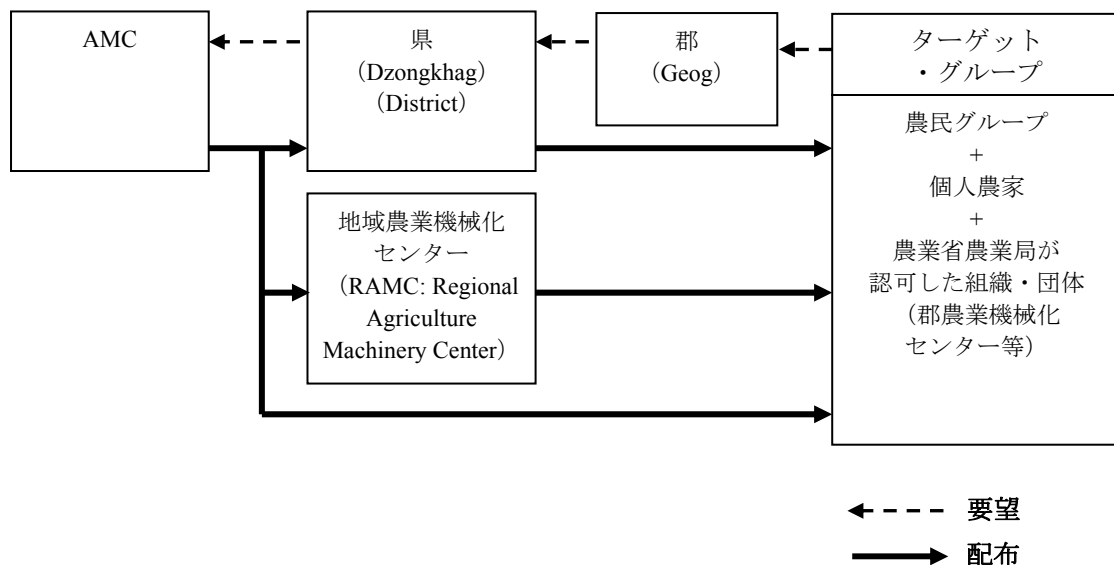 AMC
県
（Dzongkhag）
（District）
郡
（Geog）
ターゲット
・グループ
農民グループ
+
個人農家
+
農業省農業局が
認可した組織・団体
（郡農業機械化
センター等）
地域農業機械化
センター
（RAMC: Regional
Agriculture
Machinery Center）
要望
配布